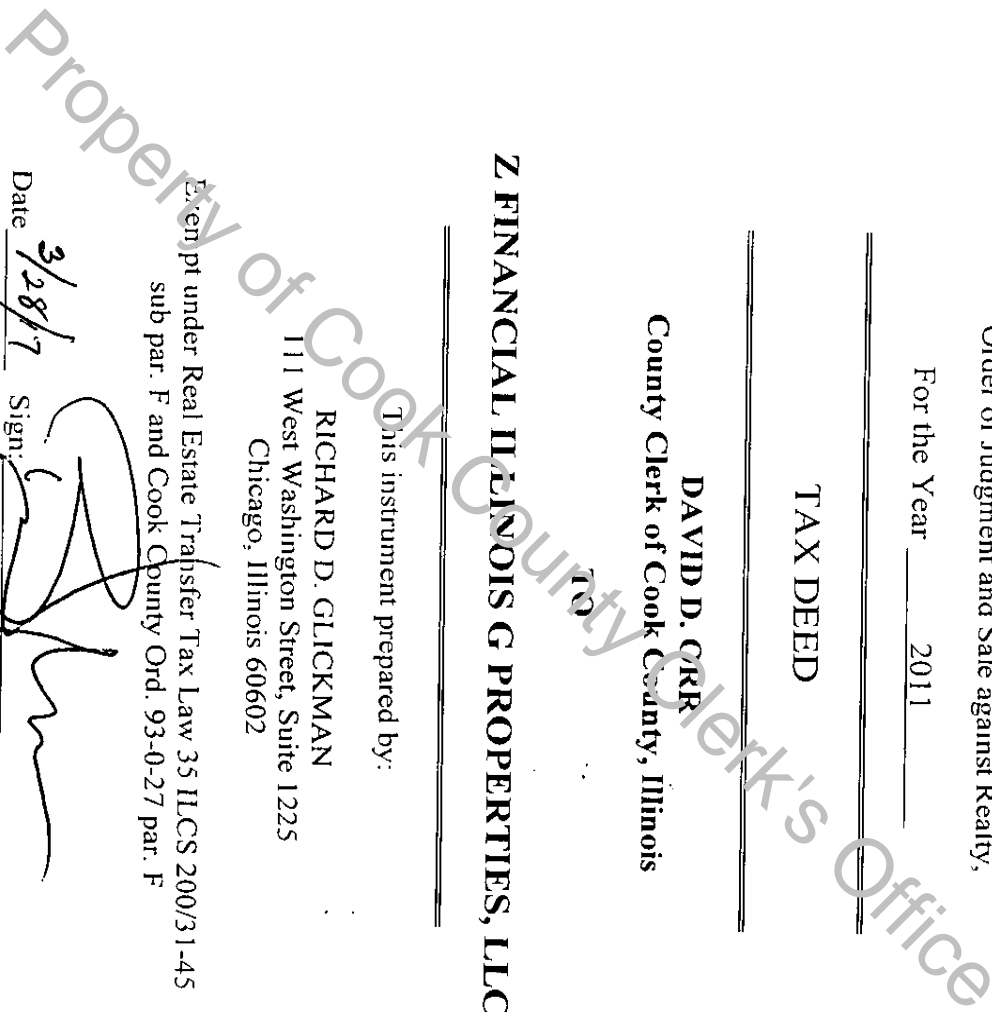 Order of Judgment and Sale against Realty,
For the Year 2011
TAX DEED
DAVID D. ORR
County Clerk of Cook County, Illinois
TO
Z FINANCIAL ILLINOIS G PROPERTIES, LLC
This instrument prepared by:
RICHARD D. GLICKMAN
111 West Washington Street, Suite 1225
Chicago, Illinois 60602
Exempt under Real Estate Transfer Tax Law 35 ILCS 200/31-45
sub par. F and Cook County Ord. 93-0-27 par. F
Date 3/28/17 Sign:
Property of Cook County Clerk's Office